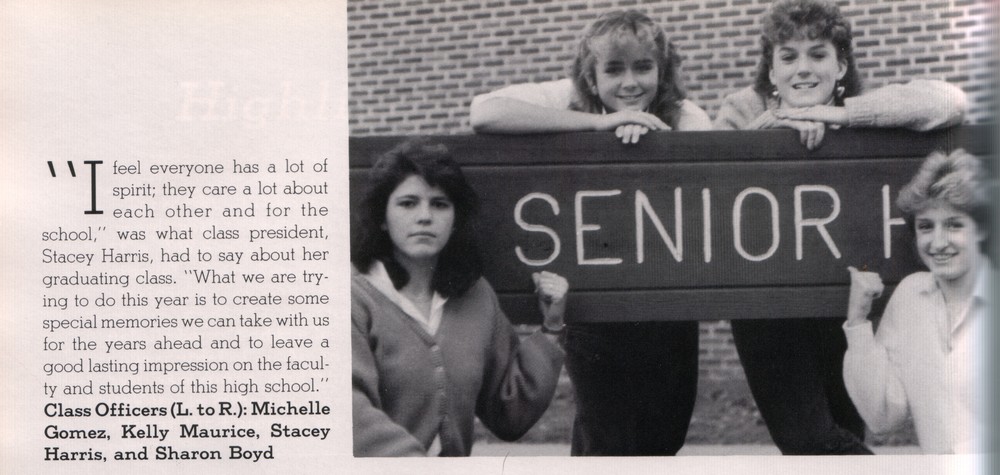 "I feel everyone has a lot of
spirit; they care a lot about
each other and for the
school," was what class president,
Stacey Harris, had to say about her
graduating class. "What we are try-
ing to do this year is to create some
special memories we can take with us
for the years ahead and to leave a
good lasting impression on the facul-
ty and students of this high school."
Class Officers (L. to R.): Michelle
Gomez, Kelly Maurice, Stacey
Harris, and Sharon Boyd
SENIOR H